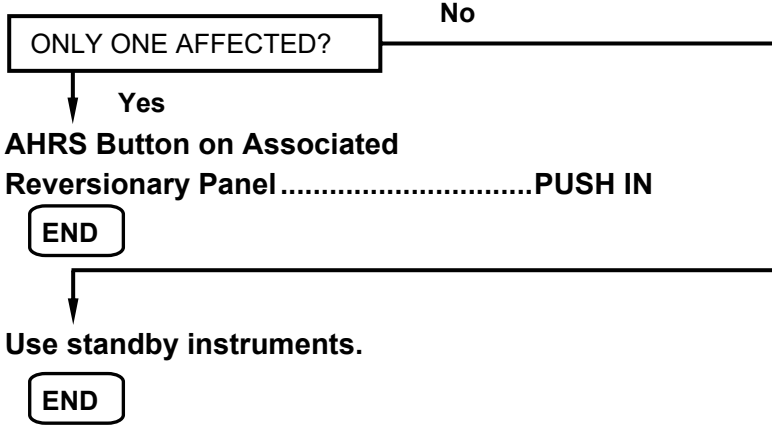 No
ONLY ONE AFFECTED?
Yes
AHRS Button on Associated
Reversionary Panel...............................PUSH IN
END
Use standby instruments.
END